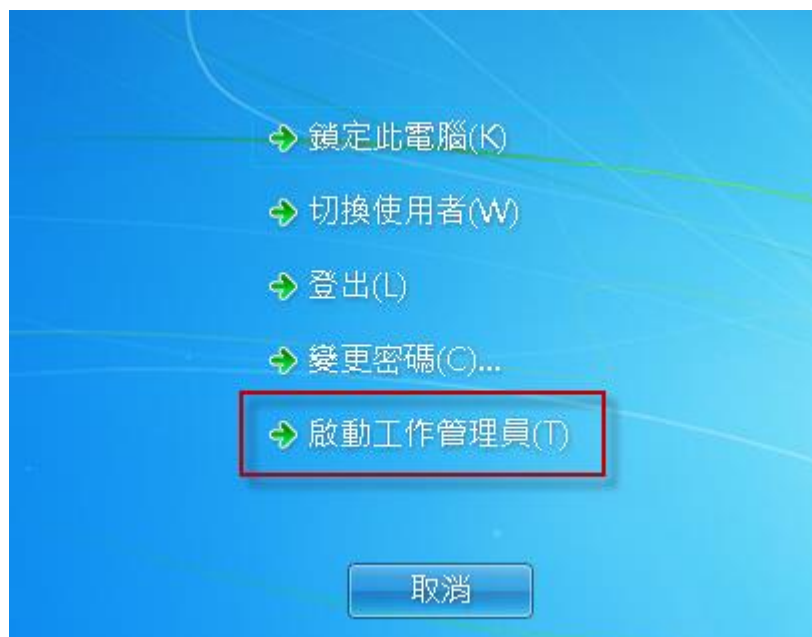 鎖定此電腦(K)
切換使用者(W)
登出(L)
變更密碼(C)...
啟動工作管理員(T)
取消